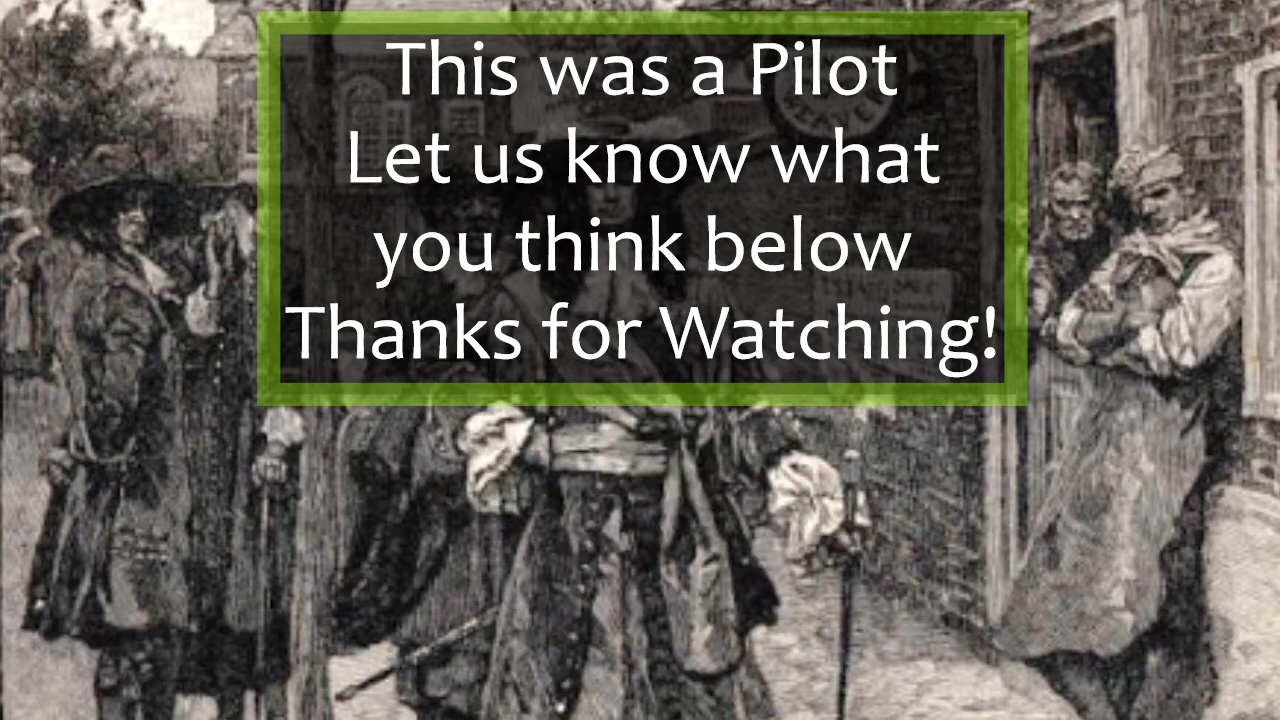 This was a Pilot
Let us know what
you think below
Thanks for Watching!